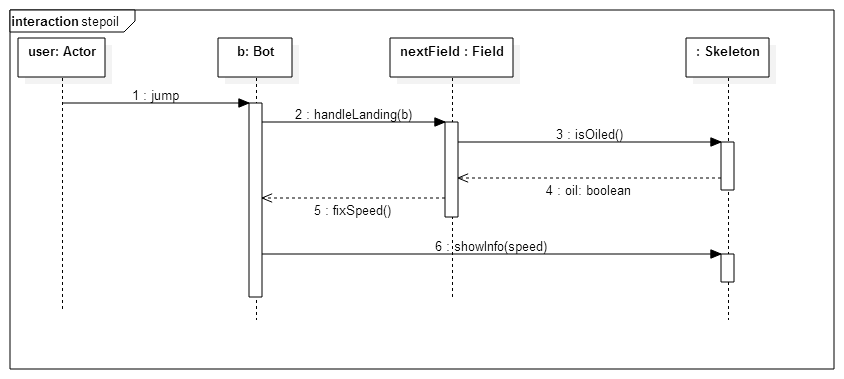 interaction stepoil
user: Actor
b: Bot
nextField : Field
: Skeleton
1 : jump
2 : handleLanding(b)
3 : isOiled()
4 : oil: boolean
5 : fixSpeed()
6 : showInfo(speed)